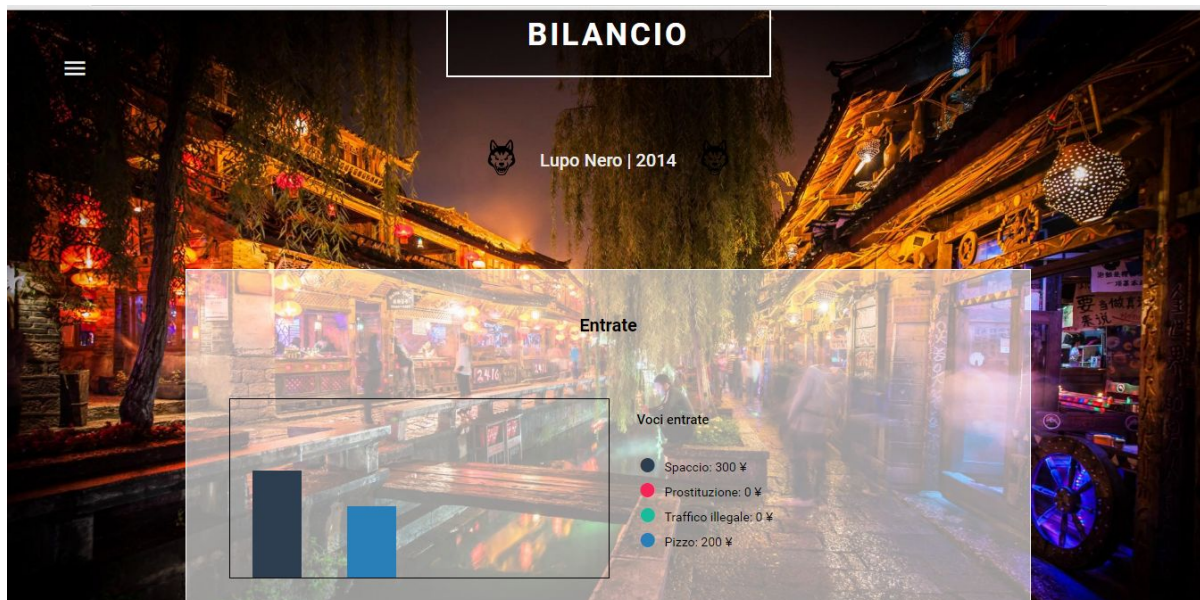 BILANCIO
Lupo Nero | 2014
Entrate
Voci entrate
Spaccio: 300 ¥
Prostituzione: 0 ¥
Traffico illegale: 0 ¥
Pizzo: 200 ¥